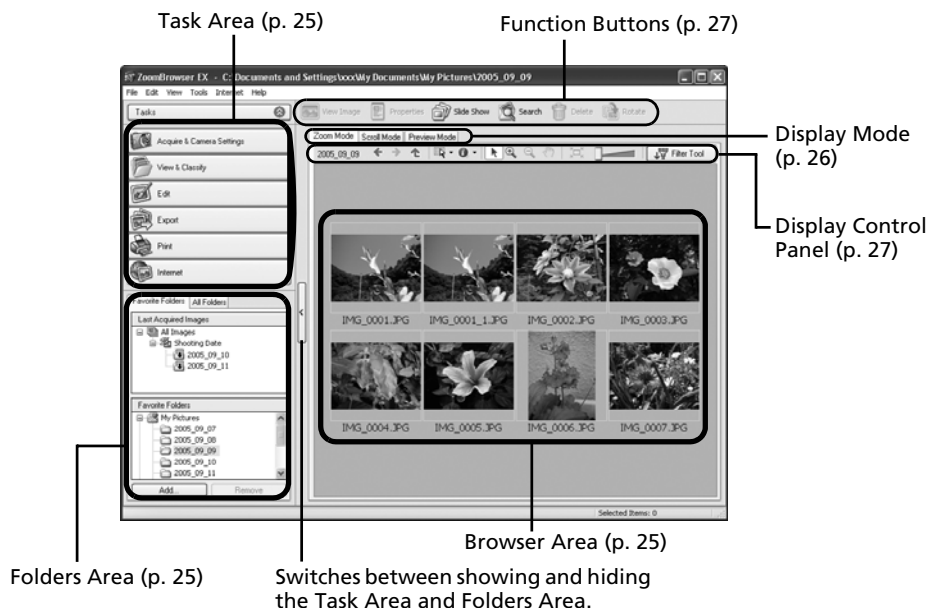 Task Area (p. 25)
Function Buttons (p. 27)
ZoomBrowser EX - C:\Documents and Settings\xxx\My Documents\My Pictures\2005_09_09
File Edit View Tools Internet Help
Tasks
View Image Properties Slide Show Search Delete Rotate
Zoom Mode Scroll Mode Preview Mode
Display Mode
(p. 26)
2005_09_09
Filter Tool
Display Control
Panel (p. 27)
Acquire & Camera Settings
View & Classify
Edit
Export
Print
Internet
Favorite Folders All Folders
Last Acquired Images
All Images
Shooting Date
2005_09_10
2005_09_11
Favorite Folders
My Pictures
2005_09_07
2005_09_08
2005_09_09
2005_09_10
2005_09_11
Add... Remove
IMG_0001.JPG IMG_0001_1.JPG IMG_0002.JPG IMG_0003.JPG
IMG_0004.JPG IMG_0005.JPG IMG_0006.JPG IMG_0007.JPG
Selected Items: 0
Browser Area (p. 25)
Folders Area (p. 25)
Switches between showing and hiding
the Task Area and Folders Area.